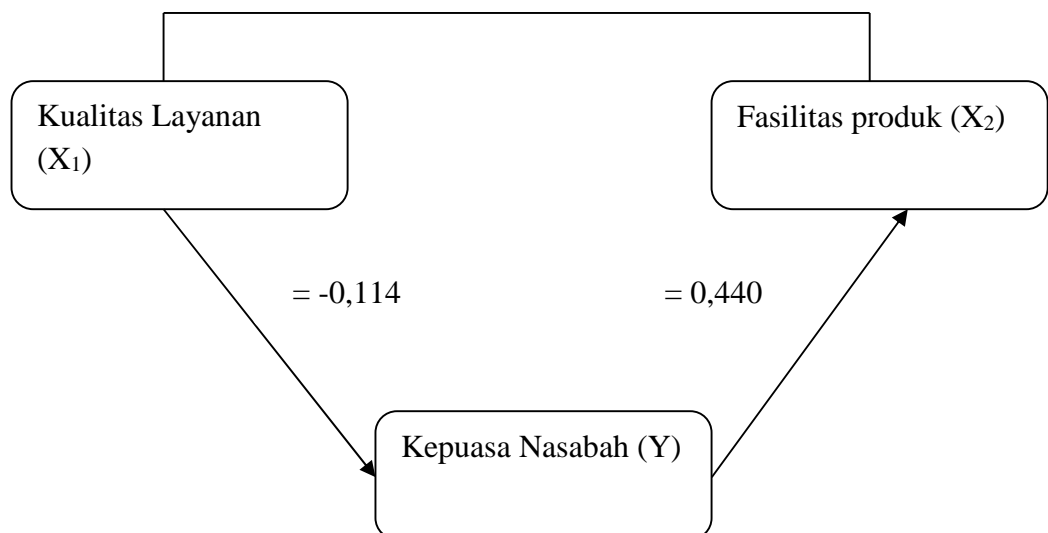 Kualitas Layanan
(X₁)
Fasilitas produk (X₂)
= -0,114
= 0,440
Kepuasa Nasabah (Y)